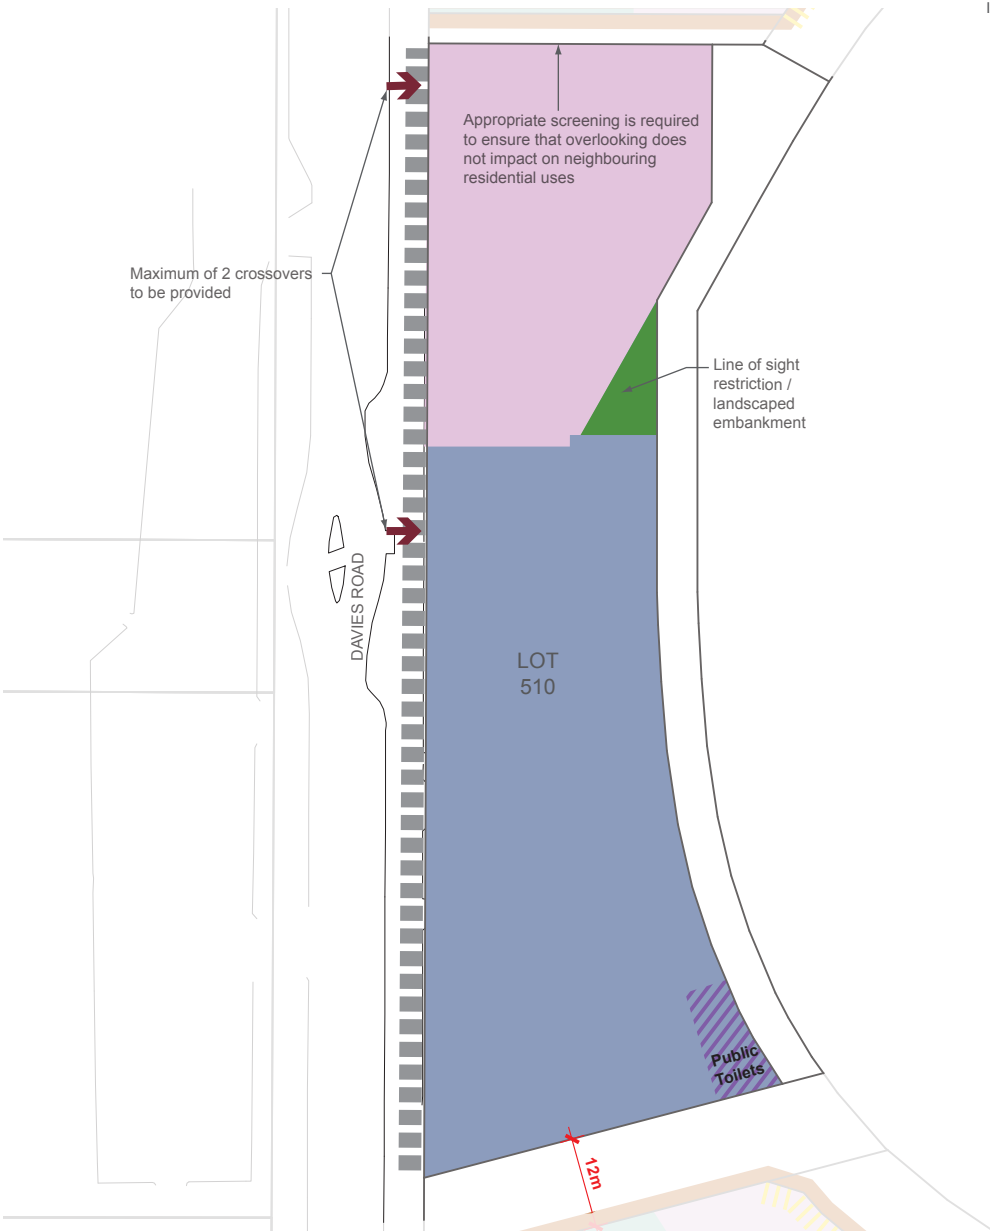 Appropriate screening is required
to ensure that overlooking does
not impact on neighbouring
residential uses
Maximum of 2 crossovers
to be provided
Line of sight
restriction /
landscaped
embankment
DAVIES ROAD
LOT
510
Public
Toilets
12m